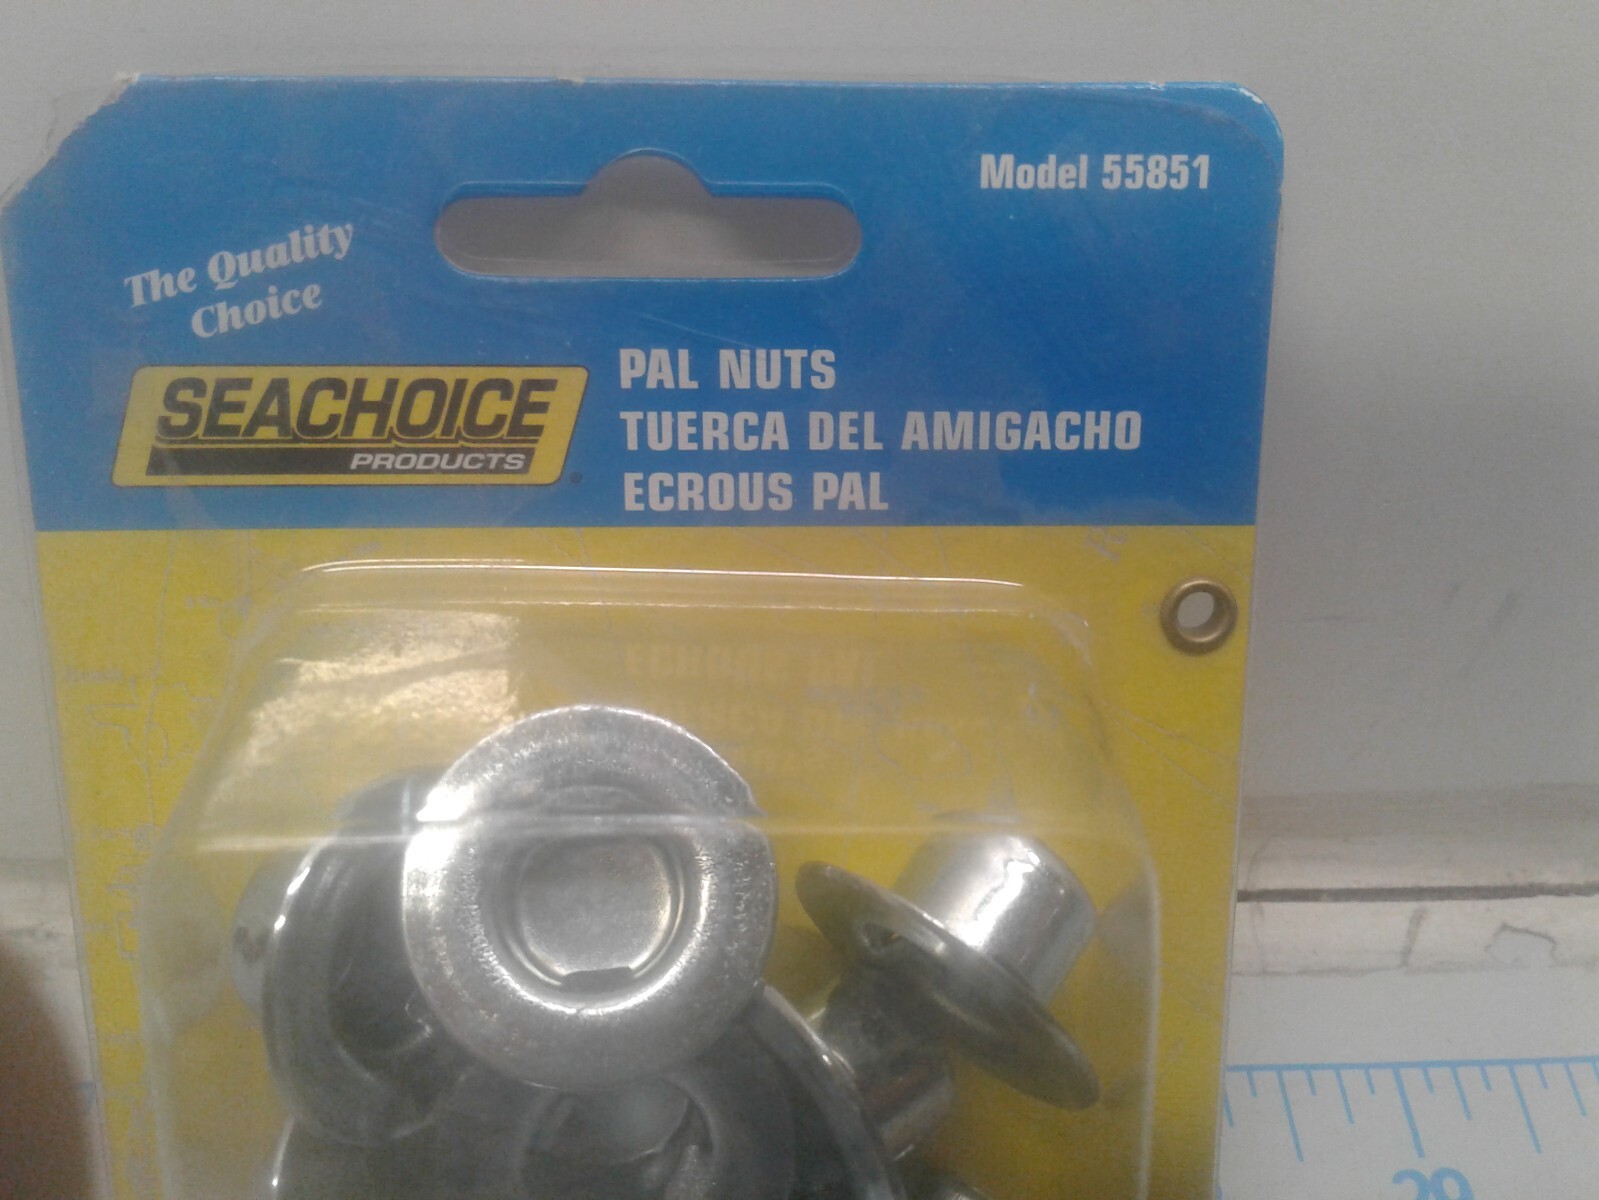 Model 55851
The Quality
Choice
SEACHOICE
PRODUCTS
PAL NUTS
TUERCA DEL AMIGACHO
ECROUS PAL